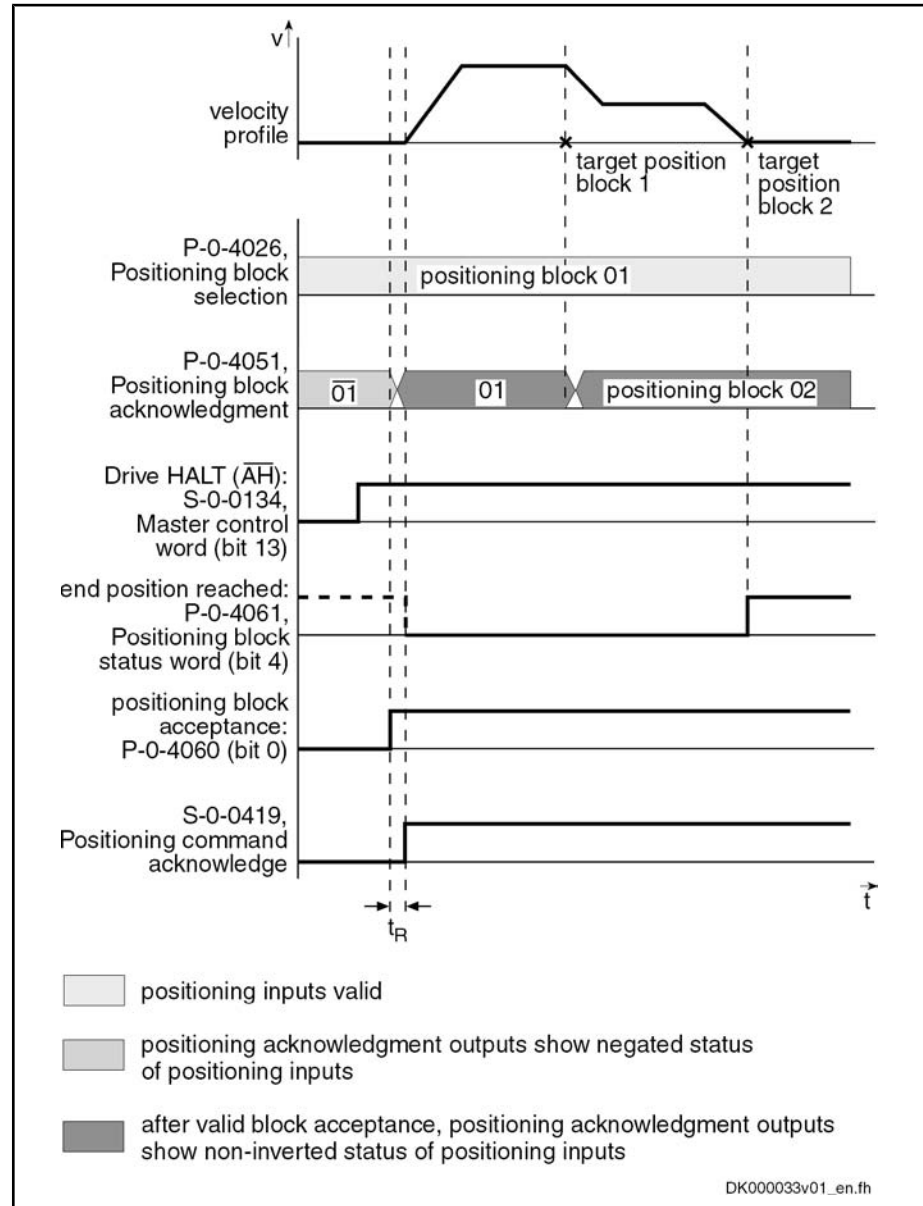 v
velocity
profile
target position
block 1
target
position
block 2
P-0-4026,
Positioning block
selection
positioning block 01
P-0-4051,
Positioning block
acknowledgment
0̅1̅
01
positioning block 02
Drive HALT (A̅H̅):
S-0-0134,
Master control
word (bit 13)
end position reached:
P-0-4061,
Positioning block
status word (bit 4)
positioning block
acceptance:
P-0-4060 (bit 0)
S-0-0419,
Positioning command
acknowledge
t
tR
positioning inputs valid
positioning acknowledgment outputs show negated status
of positioning inputs
after valid block acceptance, positioning acknowledgment outputs
show non-inverted status of positioning inputs
DK000033v01_en.fh